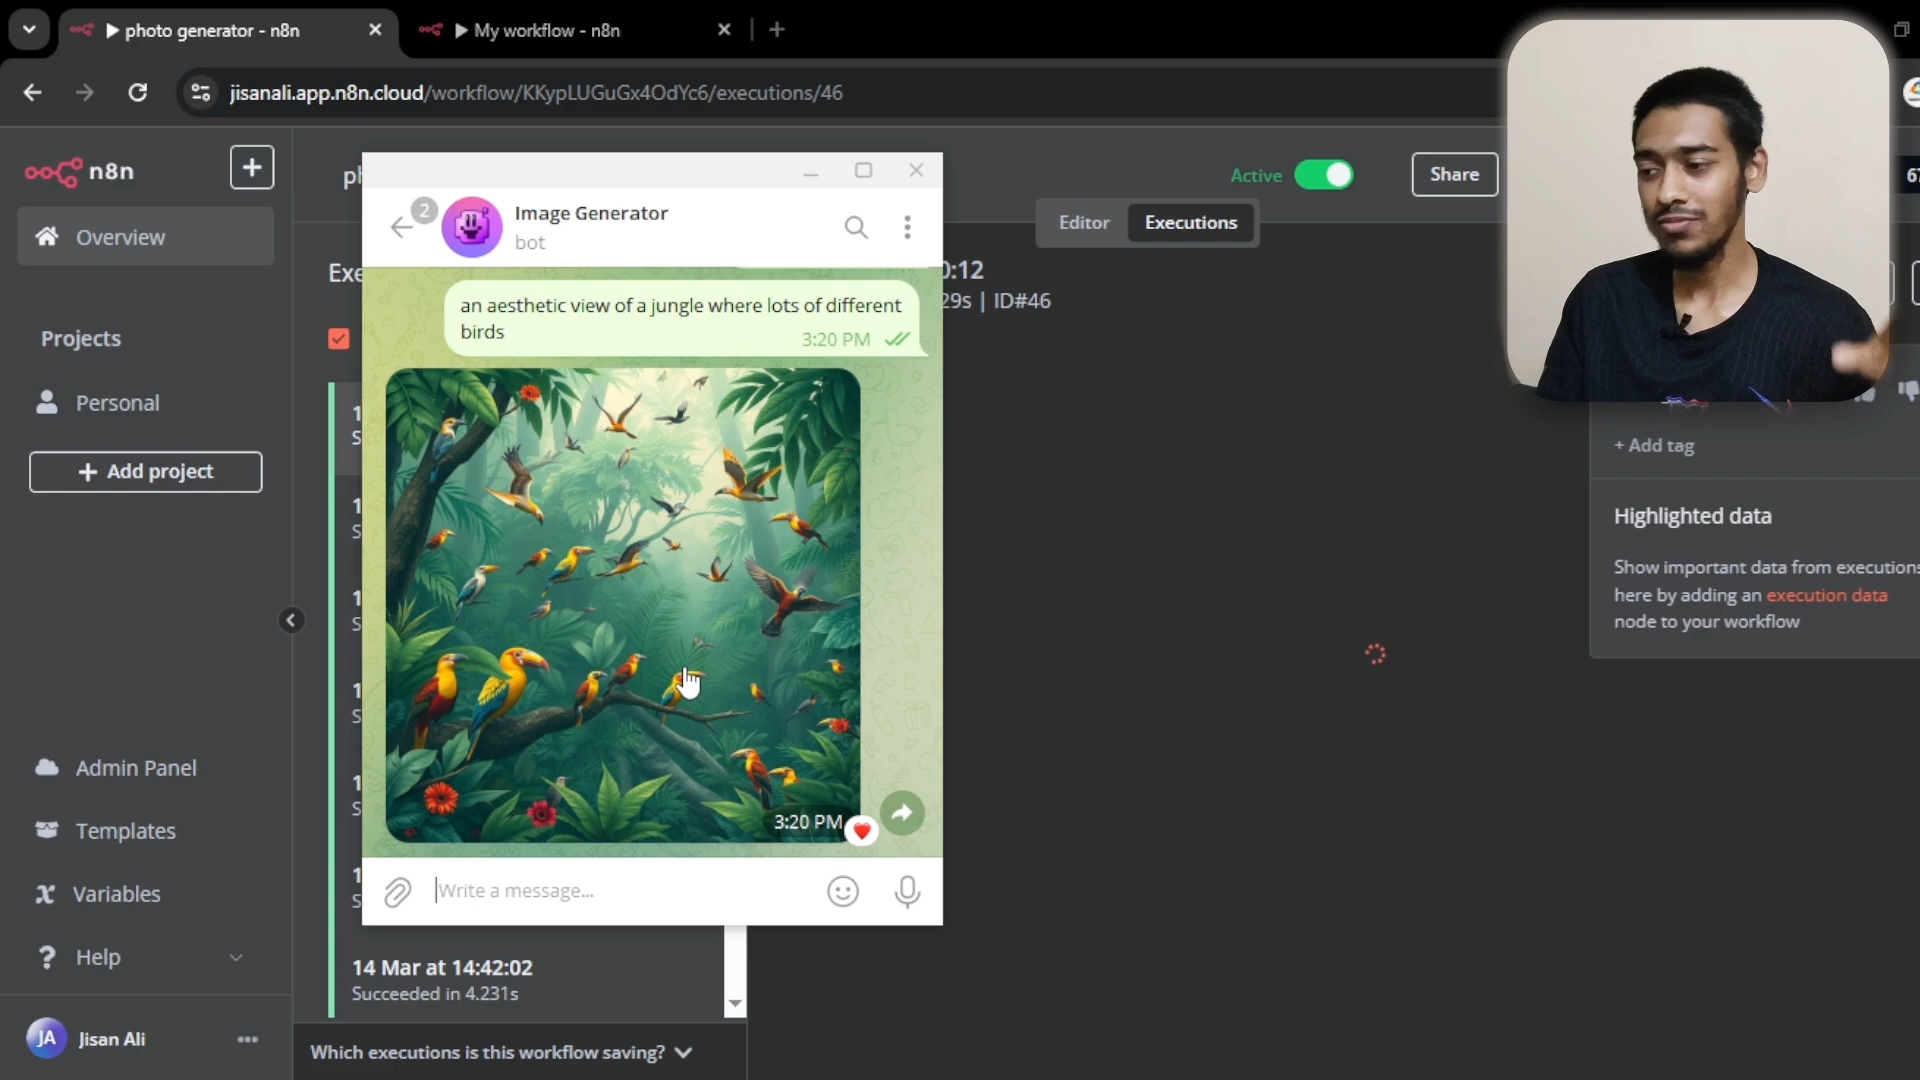 photo generator - n8n
My workflow - n8n
jisanali.app.n8n.cloud/workflow/KKypLUGuGx4OdYc6/executions/46
n8n
Overview
Projects
Personal
Add project
Admin Panel
Templates
Variables
Help
JA Jisan Ali
Active
Share
Editor
Executions
29s | ID#46
2
Image Generator
bot
an aesthetic view of a jungle where lots of different
birds
3:20 PM
3:20 PM
Write a message...
14 Mar at 14:42:02
Succeeded in 4.231s
Which executions is this workflow saving?
+ Add tag
Highlighted data
Show important data from executions
here by adding an execution data
node to your workflow